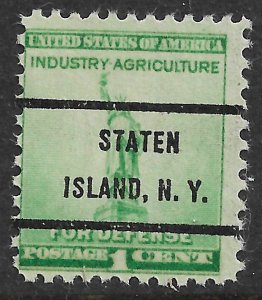 UNITED STATES OF AMERICA
INDUSTRY AGRICULTURE
STATEN
ISLAND, N. Y.
FOR DEFENSE
POSTAGE 1 CENT